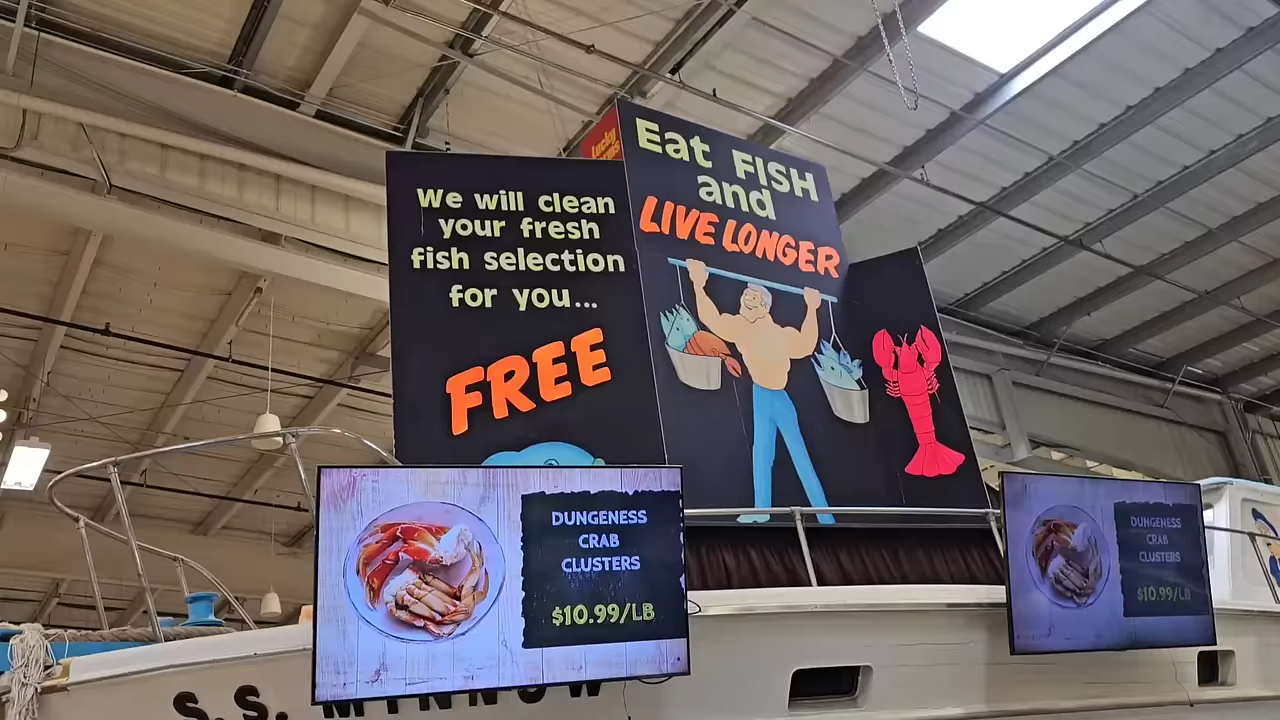 Lucky
Eat FISH
and
LIVE LONGER
We will clean
your fresh
fish selection
for you...
FREE
DUNGENESS
CRAB
CLUSTERS
$10.99/LB
DUNGENESS
CRAB
CLUSTERS
$10.99/LB
S.S. MINNOW